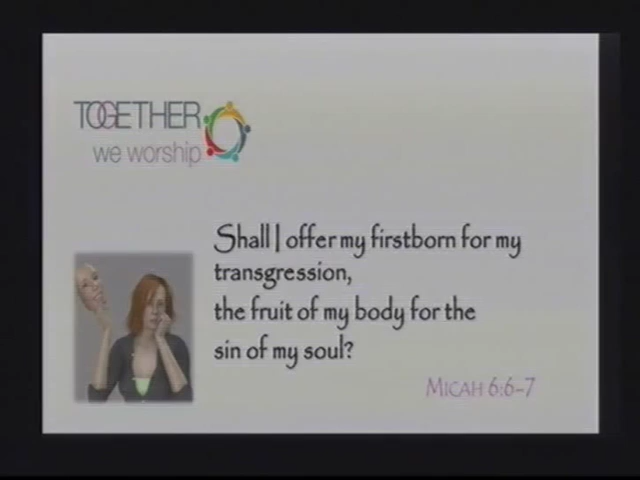 TOGETHER
we worship
Shall I offer my firstborn for my
transgression,
the fruit of my body for the
sin of my soul?
Micah 6:6-7